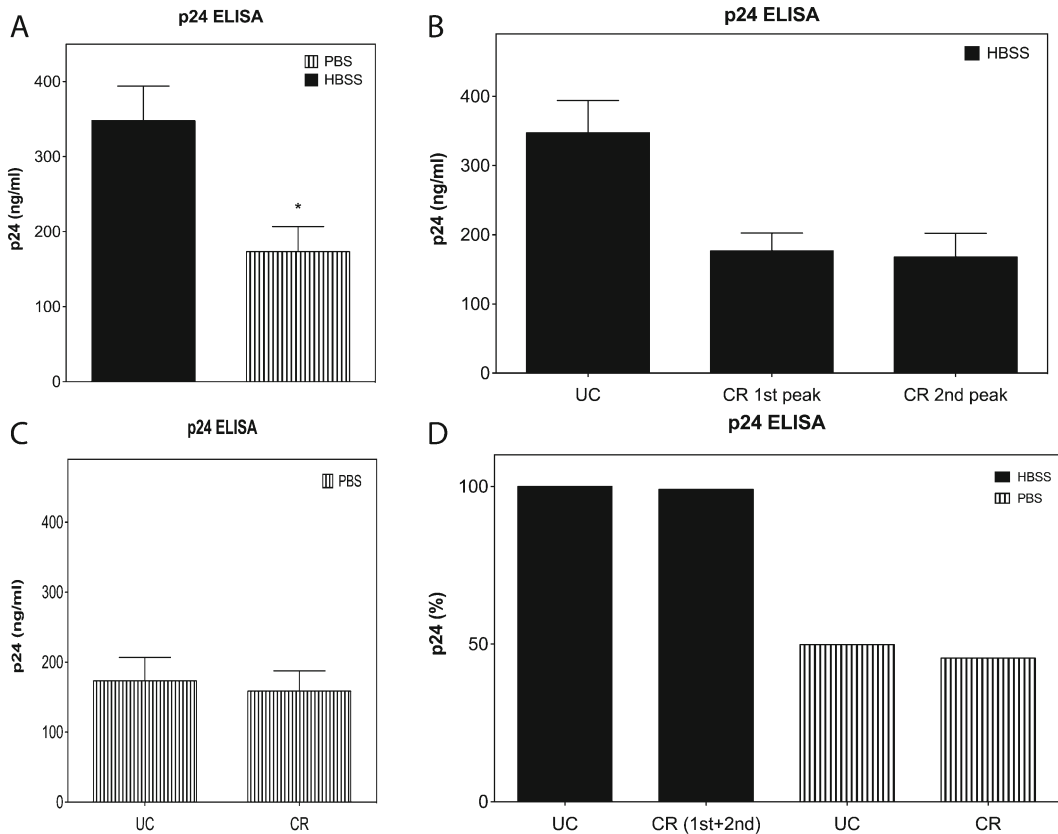 A
p24 ELISA
PBS
HBSS
p24 (ng/ml)
400
300
200
100
0
*
B
p24 ELISA
HBSS
p24 (ng/ml)
400
300
200
100
0
UC CR 1st peak CR 2nd peak
C
p24 ELISA
PBS
p24 (ng/ml)
400
300
200
100
0
UC CR
D
p24 ELISA
HBSS
PBS
p24 (%)
100
50
0
UC CR (1st+2nd) UC CR